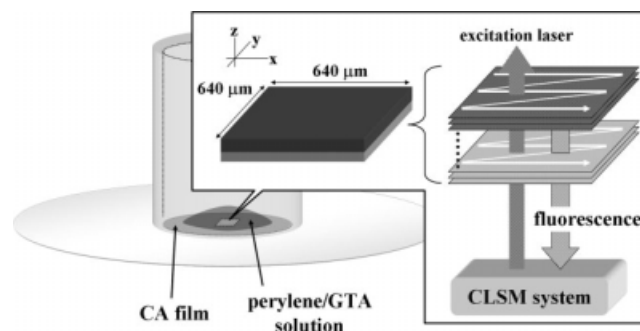 z
y
x
640 μm
640 μm
excitation laser
fluorescence
CLSM system
CA film
perylene/GTA
solution